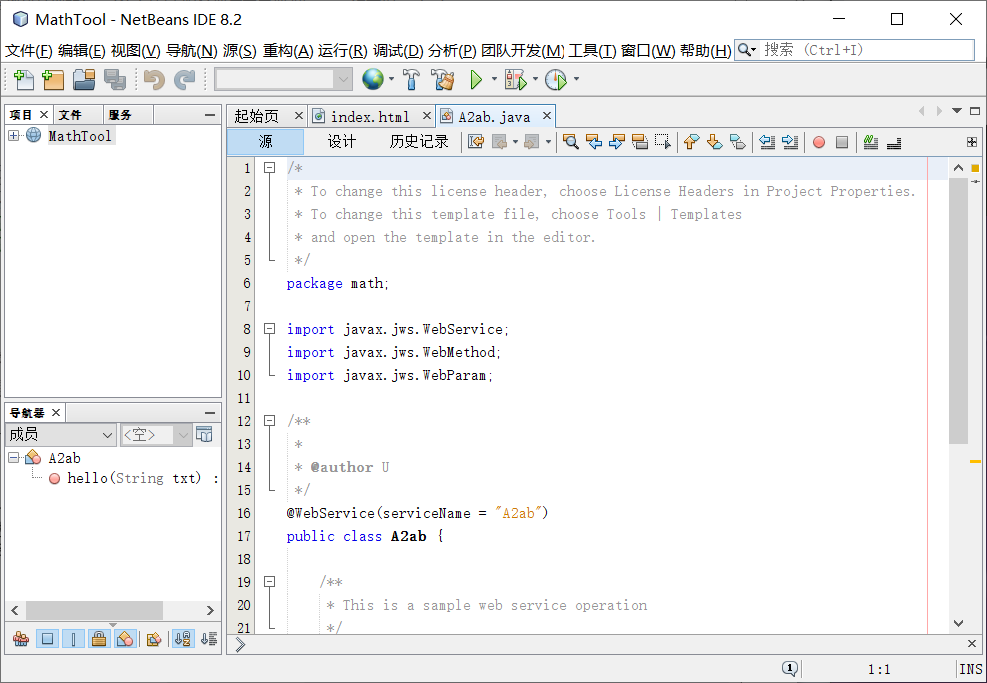 MathTool - NetBeans IDE 8.2
文件(F) 编辑(E) 视图(V) 导航(N) 源(S) 重构(A) 运行(R) 调试(D) 分析(P) 团队开发(M) 工具(T) 窗口(W) 帮助(H) 搜索 (Ctrl+I)
项目 文件 服务
MathTool
起始页 index.html A2ab.java
源 设计 历史记录
1 /*
2 * To change this license header, choose License Headers in Project Properties.
3 * To change this template file, choose Tools | Templates
4 * and open the template in the editor.
5 */
6 package math;
7
8 import javax.jws.WebService;
9 import javax.jws.WebMethod;
10 import javax.jws.WebParam;
11
12 /**
13 *
14 * @author U
15 */
16 @WebService(serviceName = "A2ab")
17 public class A2ab {
18
19 /**
20 * This is a sample web service operation
21 */
导航器
成员 <空>
A2ab
hello(String txt) :
1:1 INS